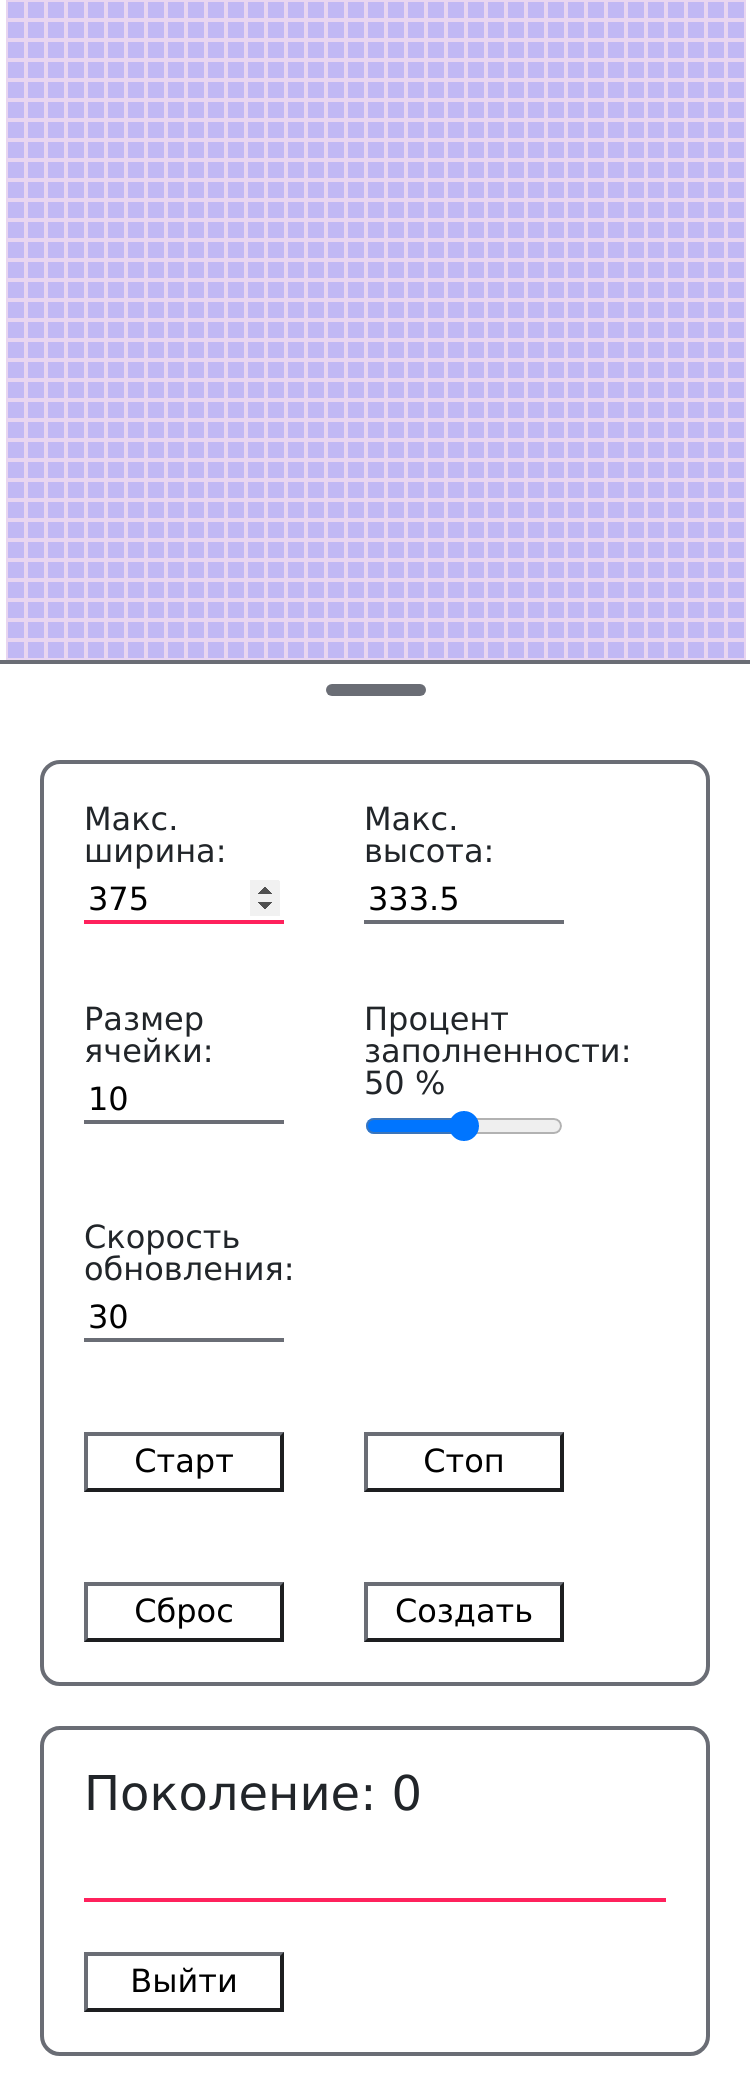 Макс.
ширина:
375
Макс.
высота:
333.5
Размер
ячейки:
10
Процент
заполненности:
50 %
Скорость
обновления:
30
Старт
Стоп
Сброс
Создать
Поколение: 0
Выйти